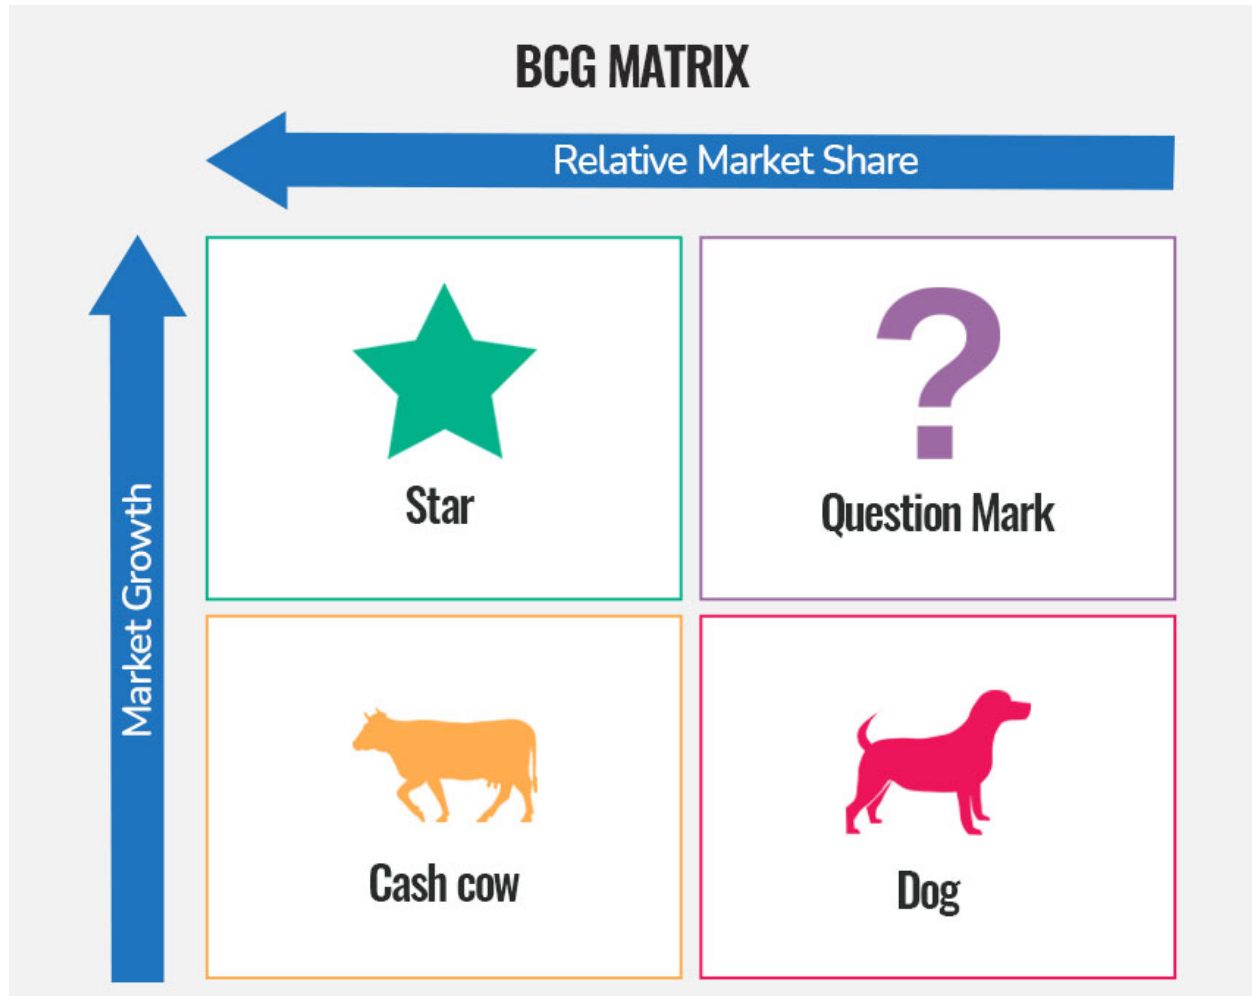 BCG MATRIX
Relative Market Share
Market Growth
Star
Question Mark
Cash cow
Dog